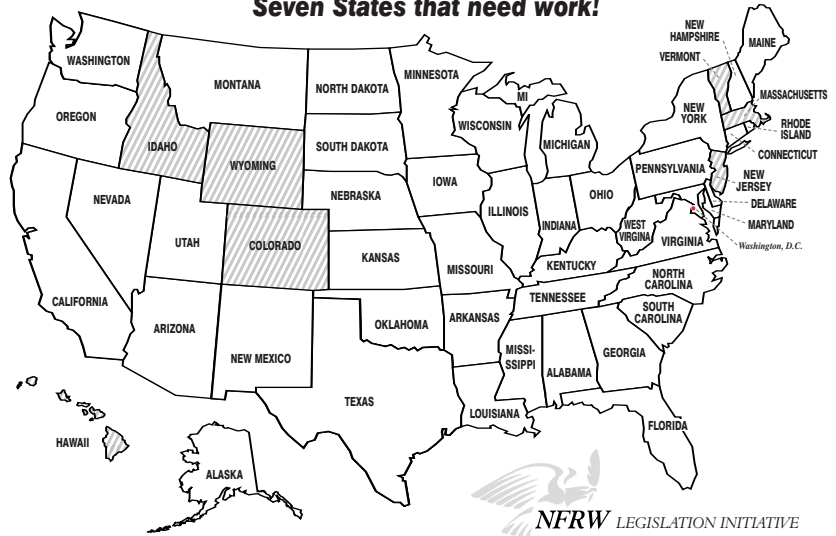 Seven States that need work!
WASHINGTON
MONTANA
NORTH DAKOTA
MINNESOTA
NEW
HAMPSHIRE
VERMONT
MAINE
OREGON
IDAHO
WYOMING
SOUTH DAKOTA
WISCONSIN
MI
MICHIGAN
NEW
YORK
MASSACHUSETTS
RHODE
ISLAND
CONNECTICUT
NEVADA
UTAH
COLORADO
NEBRASKA
IOWA
ILLINOIS
INDIANA
OHIO
PENNSYLVANIA
NEW
JERSEY
DELAWARE
MARYLAND
Washington, D.C.
WEST
VIRGINA
VIRGINIA
KANSAS
MISSOURI
KENTUCKY
CALIFORNIA
ARIZONA
NEW MEXICO
OKLAHOMA
ARKANSAS
TENNESSEE
NORTH
CAROLINA
SOUTH
CAROLINA
TEXAS
LOUISIANA
MISSI-
SSIPPI
ALABAMA
GEORGIA
FLORIDA
HAWAII
ALASKA
NFRW LEGISLATION INITIATIVE